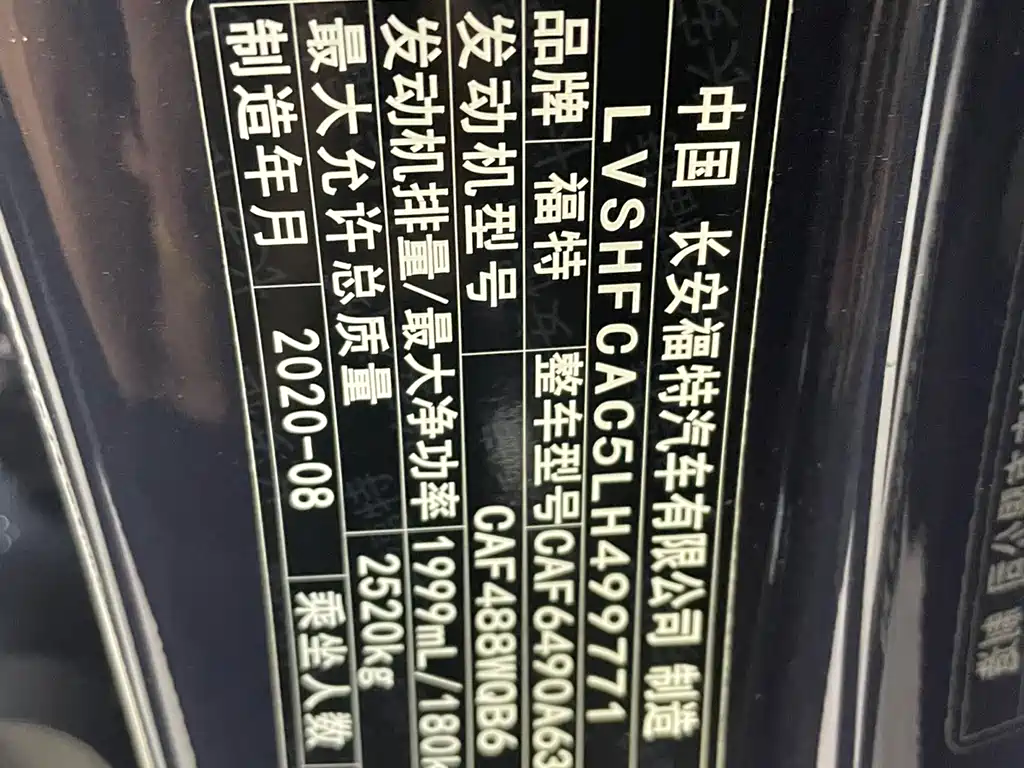 中国 长安福特汽车有限公司 制造
LVSHFCAC5LH499771
品牌 福特 整车型号 CAF6490A63
发动机型号 CAF488WQB6
发动机排量/最大净功率 1999mL/180k
最大允许总质量 2520kg
制造年月 2020-08 乘坐人数